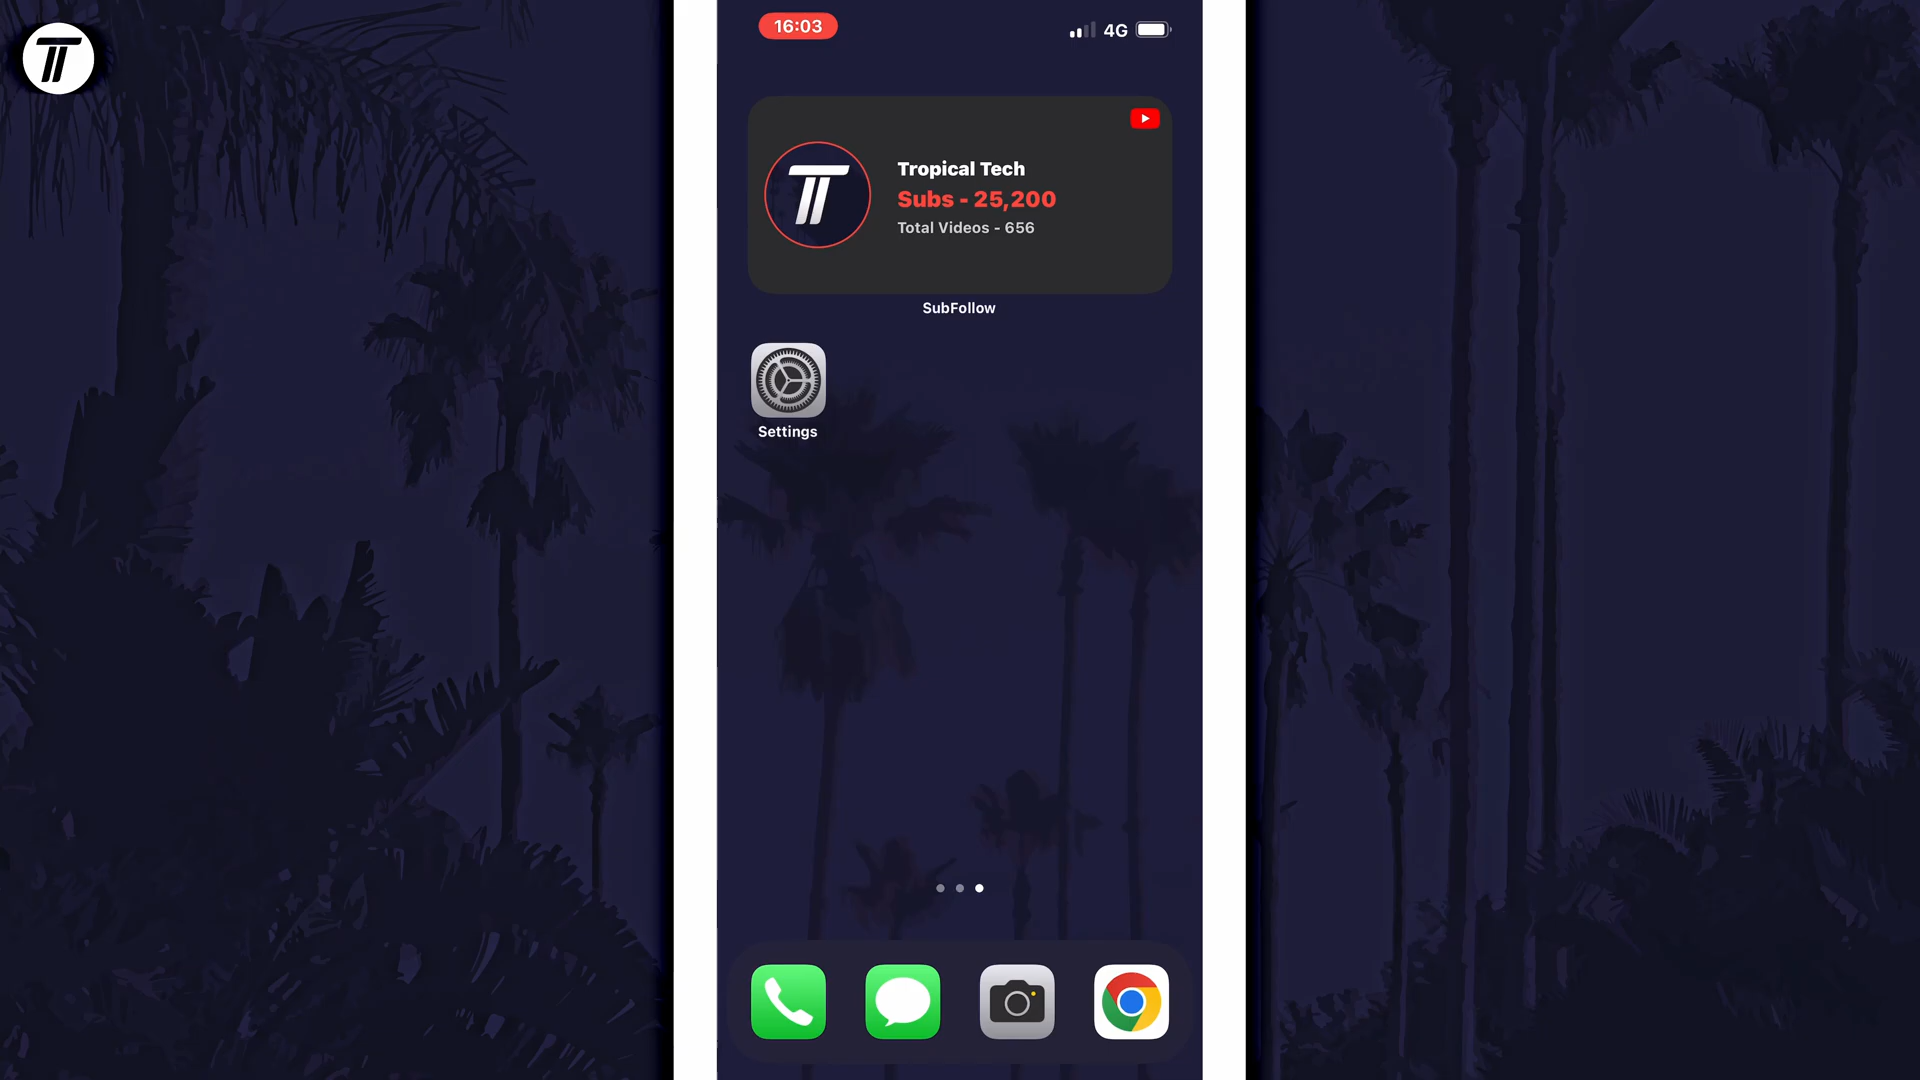 16:03
4G
Tropical Tech
Subs - 25,200
Total Videos - 656
SubFollow
Settings